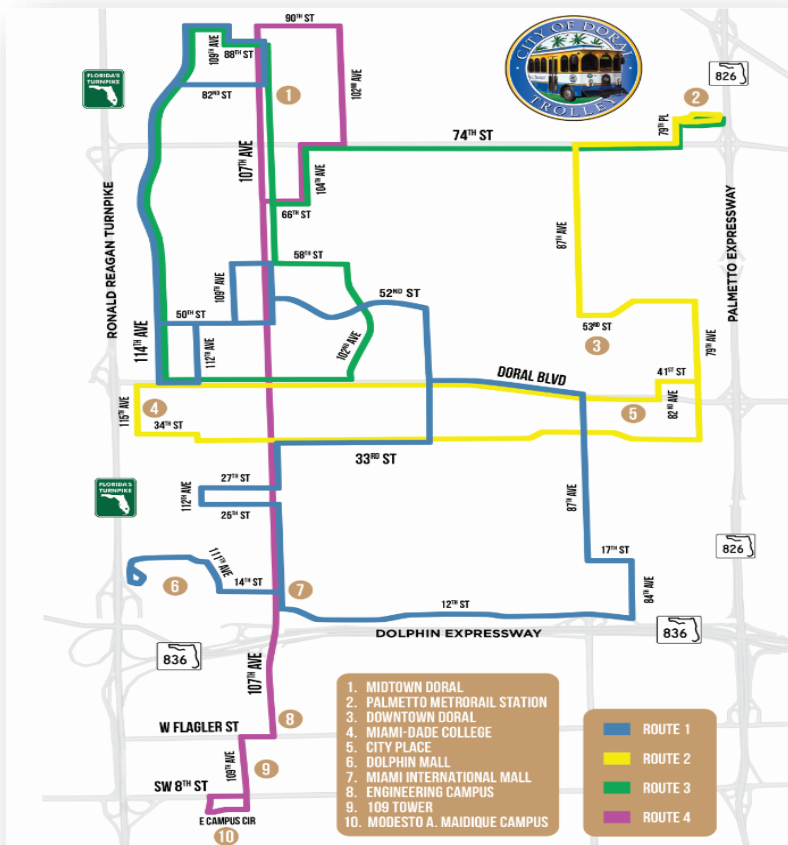 90TH ST
109TH AVE
88TH ST
CITY OF DORAL
TROLLEY
826
FLORIDA'S
TURNPIKE
82ND ST
1
102ND AVE
2
79TH PL
74TH ST
107TH AVE
104TH AVE
66TH ST
RONALD REAGAN TURNPIKE
PALMETTO EXPRESSWAY
87TH AVE
58TH ST
109TH AVE
52ND ST
50TH ST
114TH AVE
112TH AVE
102ND AVE
53RD ST
3
79TH AVE
DORAL BLVD
41ST ST
82ND AVE
115TH AVE
4
5
34TH ST
33RD ST
FLORIDA'S
TURNPIKE
27TH ST
112TH AVE
25TH ST
87TH AVE
826
17TH ST
111TH AVE
6
14TH ST
7
12TH ST
84TH AVE
DOLPHIN EXPRESSWAY
836
836
107TH AVE
W FLAGLER ST
8
109TH AVE
9
SW 8TH ST
E CAMPUS CIR
10
1. MIDTOWN DORAL
2. PALMETTO METRORAIL STATION
3. DOWNTOWN DORAL
4. MIAMI-DADE COLLEGE
5. CITY PLACE
6. DOLPHIN MALL
7. MIAMI INTERNATIONAL MALL
8. ENGINEERING CAMPUS
9. 109 TOWER
10. MODESTO A. MAIDIQUE CAMPUS
ROUTE 1
ROUTE 2
ROUTE 3
ROUTE 4